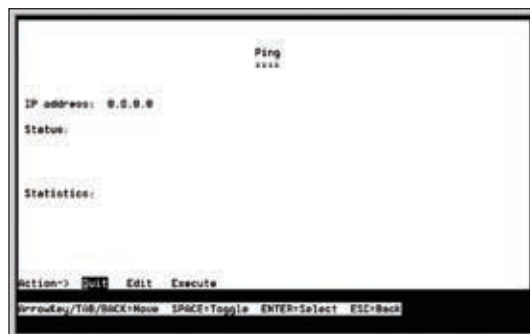 Ping
====
IP address: 0.0.0.0
Status:
Statistics:
Action-> Quit Edit Execute
ArrowKey/TAB/BACK=Move SPACE=Toggle ENTER=Select ESC=Back